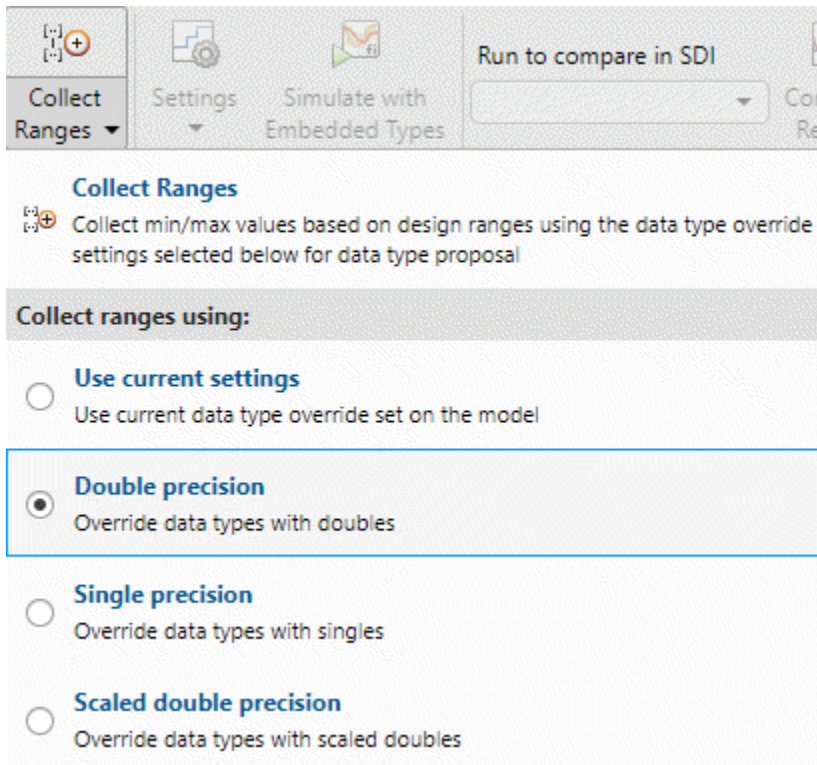 Collect
Ranges
Settings
Simulate with
Embedded Types
Run to compare in SDI
Collect Ranges
Collect min/max values based on design ranges using the data type override
settings selected below for data type proposal
Collect ranges using:
Use current settings
Use current data type override set on the model
Double precision
Override data types with doubles
Single precision
Override data types with singles
Scaled double precision
Override data types with scaled doubles